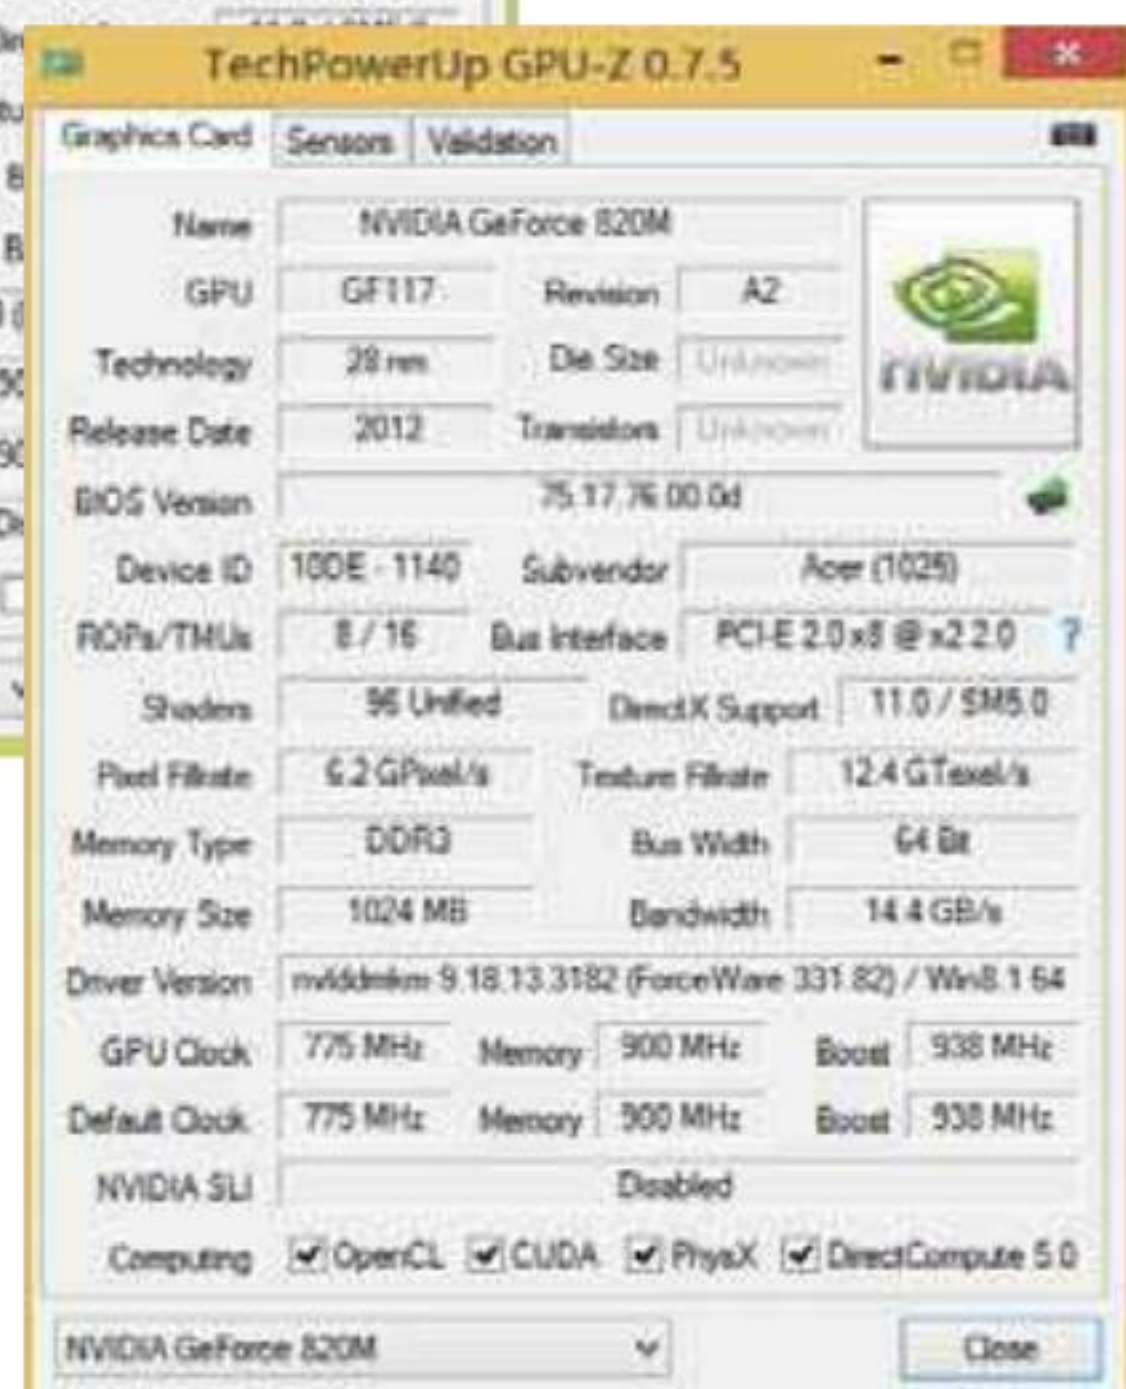 TechPowerUp GPU-Z 0.7.5
Graphics Card Sensors Validation
Name NVIDIA GeForce 820M
GPU GF117 Revision A2
Technology 28 nm Die Size Unknown
nVIDIA
Release Date 2012 Transistors Unknown
BIOS Version 75.17.76.00.0d
Device ID 10DE - 1140 Subvendor Acer (1025)
ROPs/TMUs 8 / 16 Bus Interface PCI-E 2.0 x8 @ x2 2.0 ?
Shaders 96 Unified DirectX Support 11.0 / SM5.0
Pixel Fillrate 6.2 GPixel/s Texture Fillrate 12.4 GTexel/s
Memory Type DDR3 Bus Width 64 Bit
Memory Size 1024 MB Bandwidth 14.4 GB/s
Driver Version nvlddmkm 9.18.13.3182 (ForceWare 331.82) / Win8.1 64
GPU Clock 775 MHz Memory 900 MHz Boost 938 MHz
Default Clock 775 MHz Memory 900 MHz Boost 938 MHz
NVIDIA SLI Disabled
Computing OpenCL CUDA PhysX DirectCompute 5.0
NVIDIA GeForce 820M Close